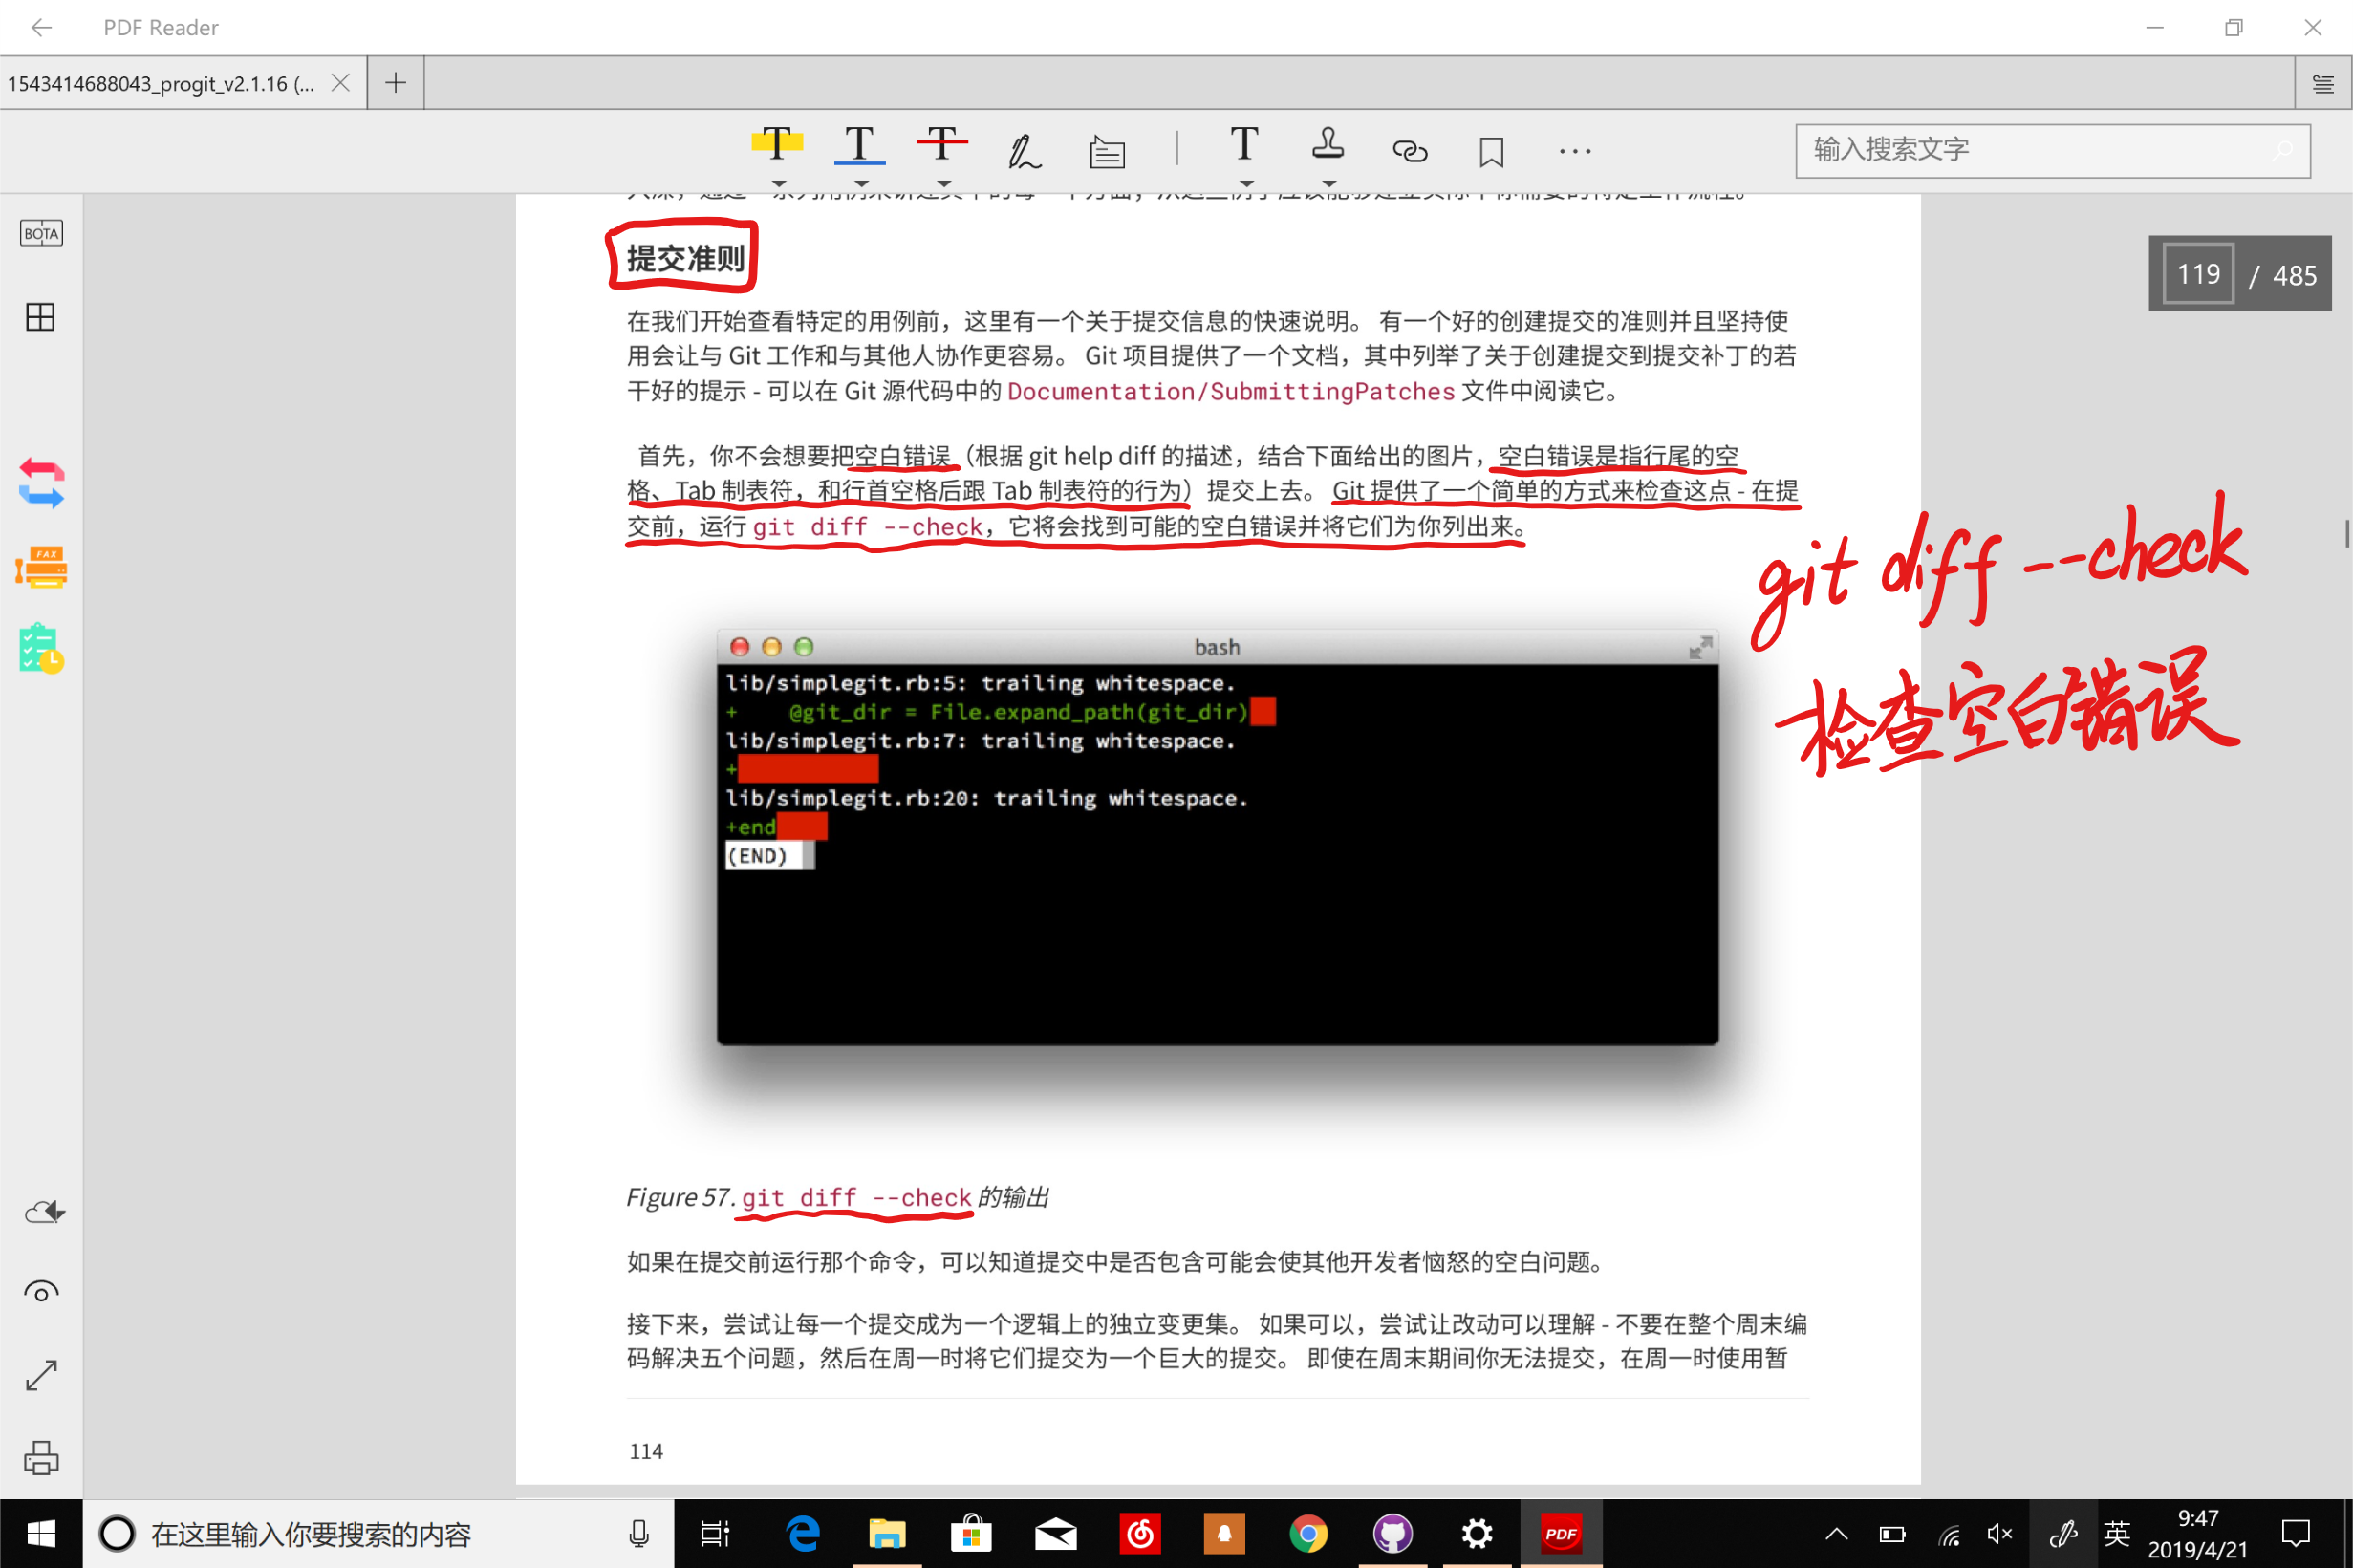 PDF Reader
1543414688043_progit_v2.1.16 (...
T T T T
输入搜索文字
BOTA
提交准则
119 / 485
在我们开始查看特定的用例前，这里有一个关于提交信息的快速说明。 有一个好的创建提交的准则并且坚持使
用会让与 Git 工作和与其他人协作更容易。 Git 项目提供了一个文档，其中列举了关于创建提交到提交补丁的若
干好的提示 - 可以在 Git 源代码中的 Documentation/SubmittingPatches 文件中阅读它。
首先，你不会想要把空白错误（根据 git help diff 的描述，结合下面给出的图片，空白错误是指行尾的空
格、Tab 制表符，和行首空格后跟 Tab 制表符的行为）提交上去。 Git 提供了一个简单的方式来检查这点 - 在提
交前，运行 git diff --check，它将会找到可能的空白错误并将它们为你列出来。
git diff --check
检查空白错误
FAX
bash
lib/simplegit.rb:5: trailing whitespace.
+    @git_dir = File.expand_path(git_dir)
lib/simplegit.rb:7: trailing whitespace.
+
lib/simplegit.rb:20: trailing whitespace.
+end
(END)
Figure 57. git diff --check 的输出
如果在提交前运行那个命令，可以知道提交中是否包含可能会使其他开发者恼怒的空白问题。
接下来，尝试让每一个提交成为一个逻辑上的独立变更集。 如果可以，尝试让改动可以理解 - 不要在整个周末编
码解决五个问题，然后在周一时将它们提交为一个巨大的提交。 即使在周末期间你无法提交，在周一时使用暂
114
在这里输入你要搜索的内容
PDF
英
9:47
2019/4/21